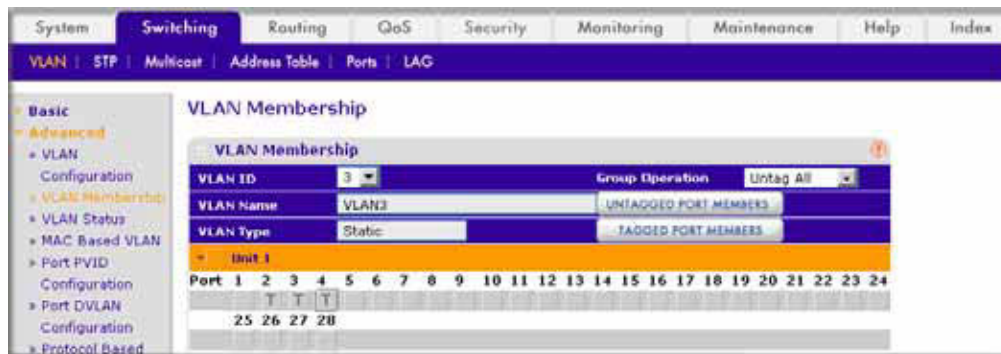 System Switching Routing QoS Security Monitoring Maintenance Help Index
VLAN STP Multicast Address Table Ports LAG
Basic
Advanced
VLAN
Configuration
VLAN Membership
VLAN Status
MAC Based VLAN
Port PVID
Configuration
Port DVLAN
Configuration
Protocol Based
VLAN Membership
VLAN Membership
VLAN ID 3 Group Operation Untag All
VLAN Name VLAN3 UNTAGGED PORT MEMBERS
VLAN Type Static TAGGED PORT MEMBERS
Unit 1
Port 1 2 3 4 5 6 7 8 9 10 11 12 13 14 15 16 17 18 19 20 21 22 23 24
T T T
25 26 27 28